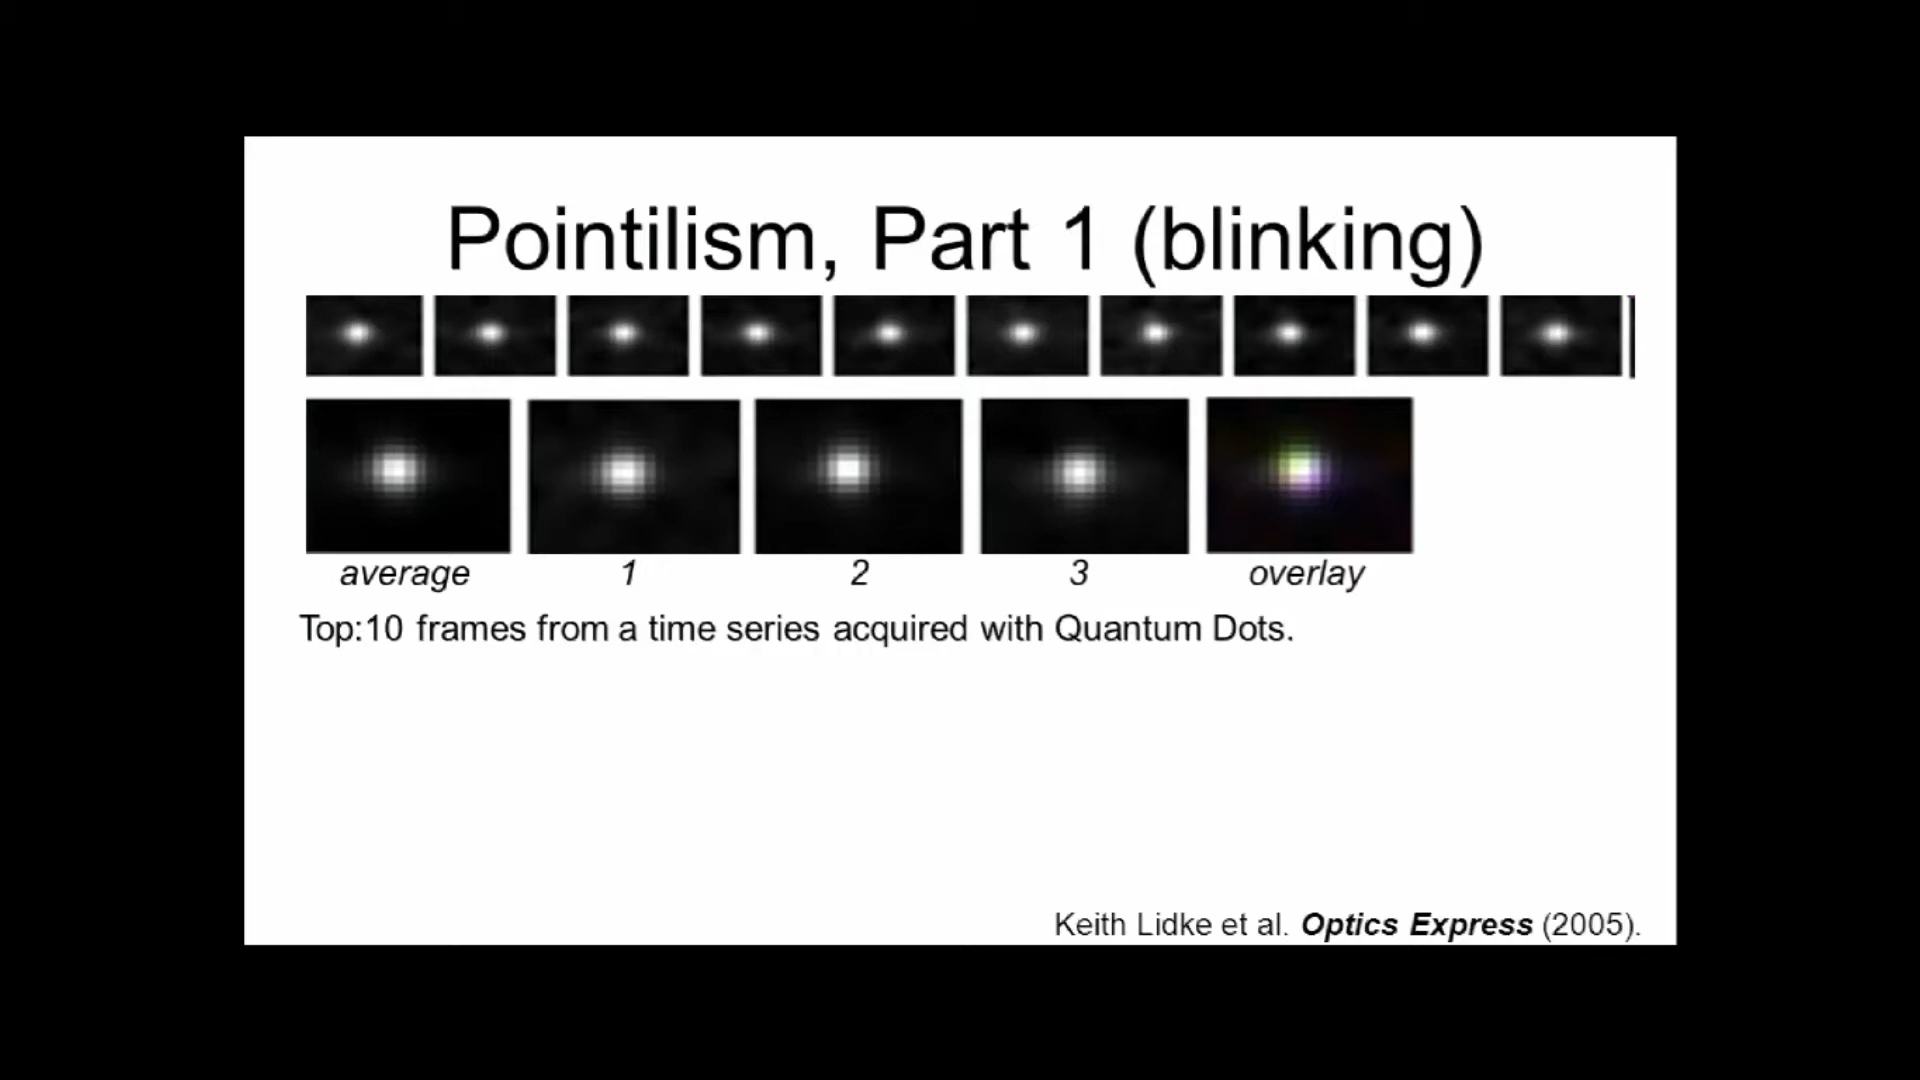 Pointilism, Part 1 (blinking)
average 1 2 3 overlay
Top:10 frames from a time series acquired with Quantum Dots.
Keith Lidke et al. Optics Express (2005).